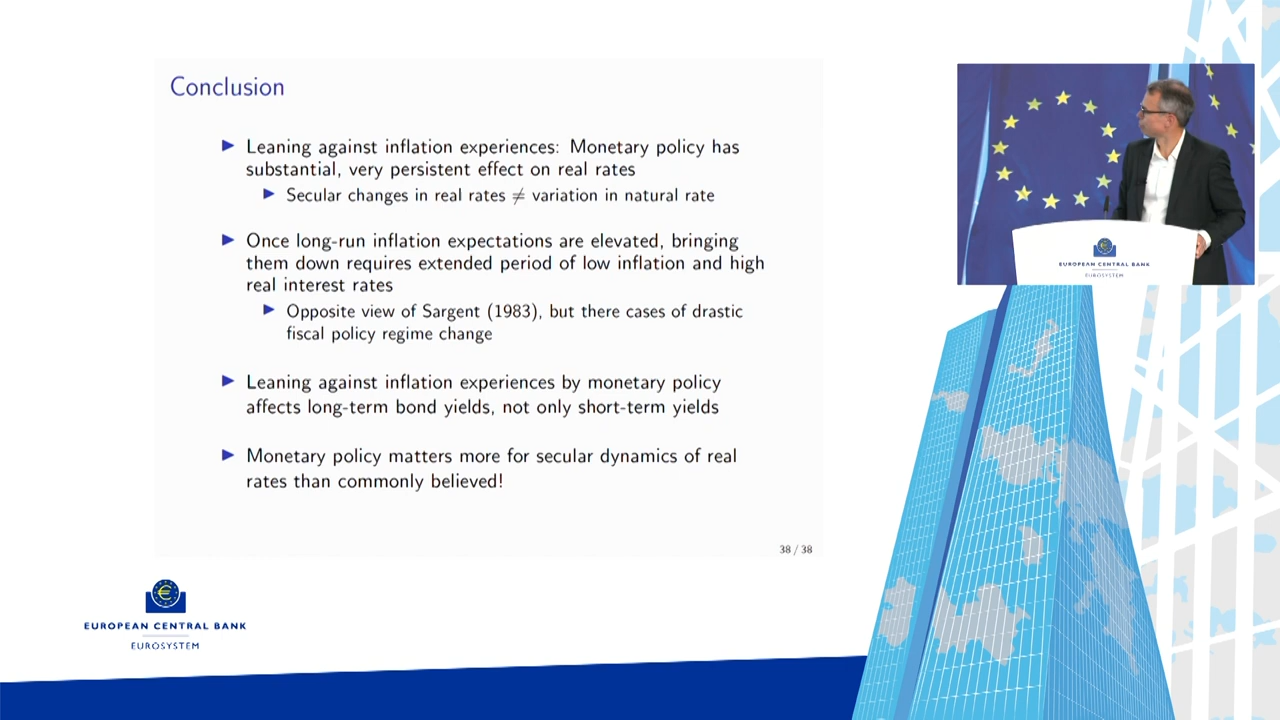 Conclusion
▶ Leaning against inflation experiences: Monetary policy has
substantial, very persistent effect on real rates
▶ Secular changes in real rates ≠ variation in natural rate
▶ Once long-run inflation expectations are elevated, bringing
them down requires extended period of low inflation and high
real interest rates
▶ Opposite view of Sargent (1983), but there cases of drastic
fiscal policy regime change
▶ Leaning against inflation experiences by monetary policy
affects long-term bond yields, not only short-term yields
▶ Monetary policy matters more for secular dynamics of real
rates than commonly believed!
38 / 38
EUROPEAN CENTRAL BANK
EUROSYSTEM
EUROPEAN CENTRAL BANK
EUROSYSTEM